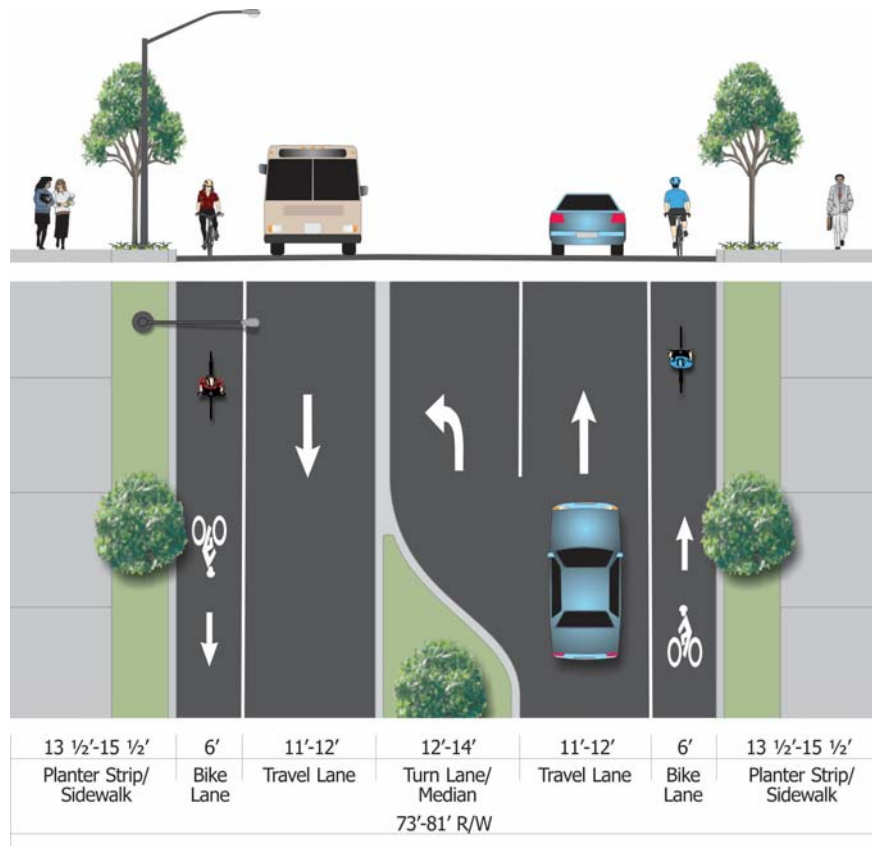 13 ½′-15 ½′ 6′ 11′-12′ 12′-14′ 11′-12′ 6′ 13 ½′-15 ½′
Planter Strip/ Bike Travel Lane Turn Lane/ Travel Lane Bike Planter Strip/
Sidewalk Lane Median Lane Sidewalk
73′-81′ R/W